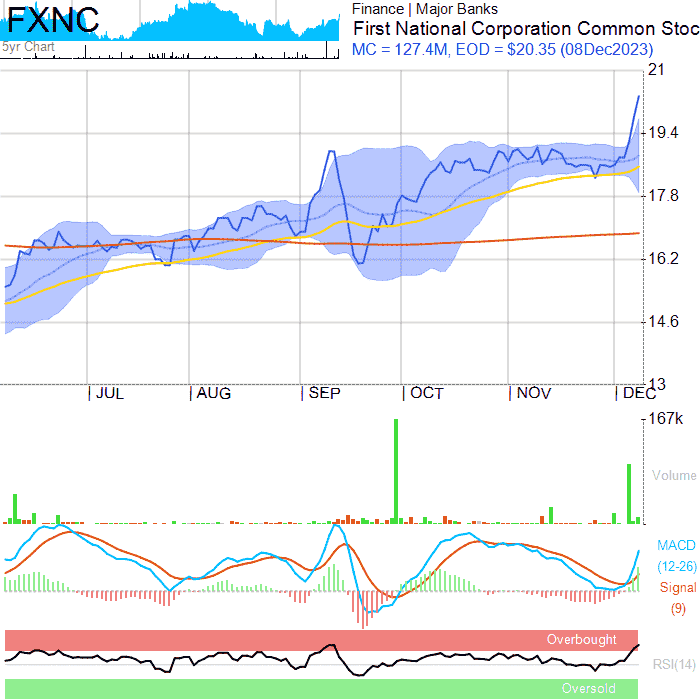 FXNC
5yr Chart
Finance | Major Banks
First National Corporation Common Stoc
MC = 127.4M, EOD = $20.35 (08Dec2023)
21
19.4
17.8
16.2
14.6
13
JUL
AUG
SEP
OCT
NOV
DEC
167k
Volume
MACD
(12-26)
Signal
(9)
Overbought
RSI(14)
Oversold